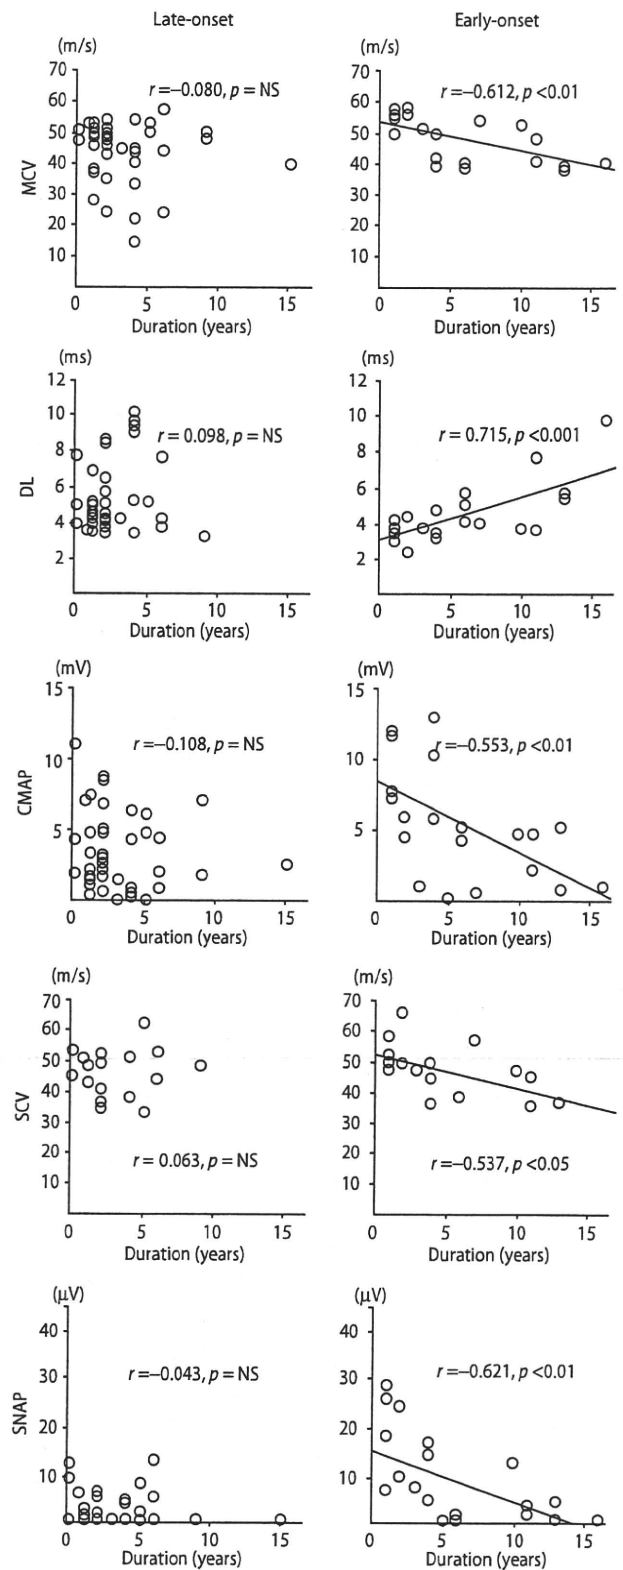 Late-onset Early-onset
(m/s) (m/s)
70 70
r=–0.080, p = NS r=–0.612, p <0.01
60 60
50 50
MCV
40 40
30 30
20 20
10 10
0 5 10 15 0 5 10 15
Duration (years) Duration (years)
(ms) (ms)
12 12
10 10
r = 0.098, p = NS r = 0.715, p <0.001
8 8
DL
6 6
4 4
2 2
0 5 10 15 0 5 10 15
Duration (years) Duration (years)
(mV) (mV)
15 15
r=–0.108, p = NS r=–0.553, p <0.01
10 10
CMAP
5 5
0 5 10 15 0 5 10 15
Duration (years) Duration (years)
(m/s) (m/s)
70 70
60 60
50 50
40 40
SCV
30 30
20 20
r = 0.063, p = NS r=–0.537, p <0.05
10 10
0 5 10 15 0 5 10 15
Duration (years) Duration (years)
(µV) (µV)
40 40
r=–0.043, p = NS r=–0.621, p <0.01
30 30
SNAP
20 20
10 10
0 5 10 15 0 5 10 15
Duration (years) Duration (years)